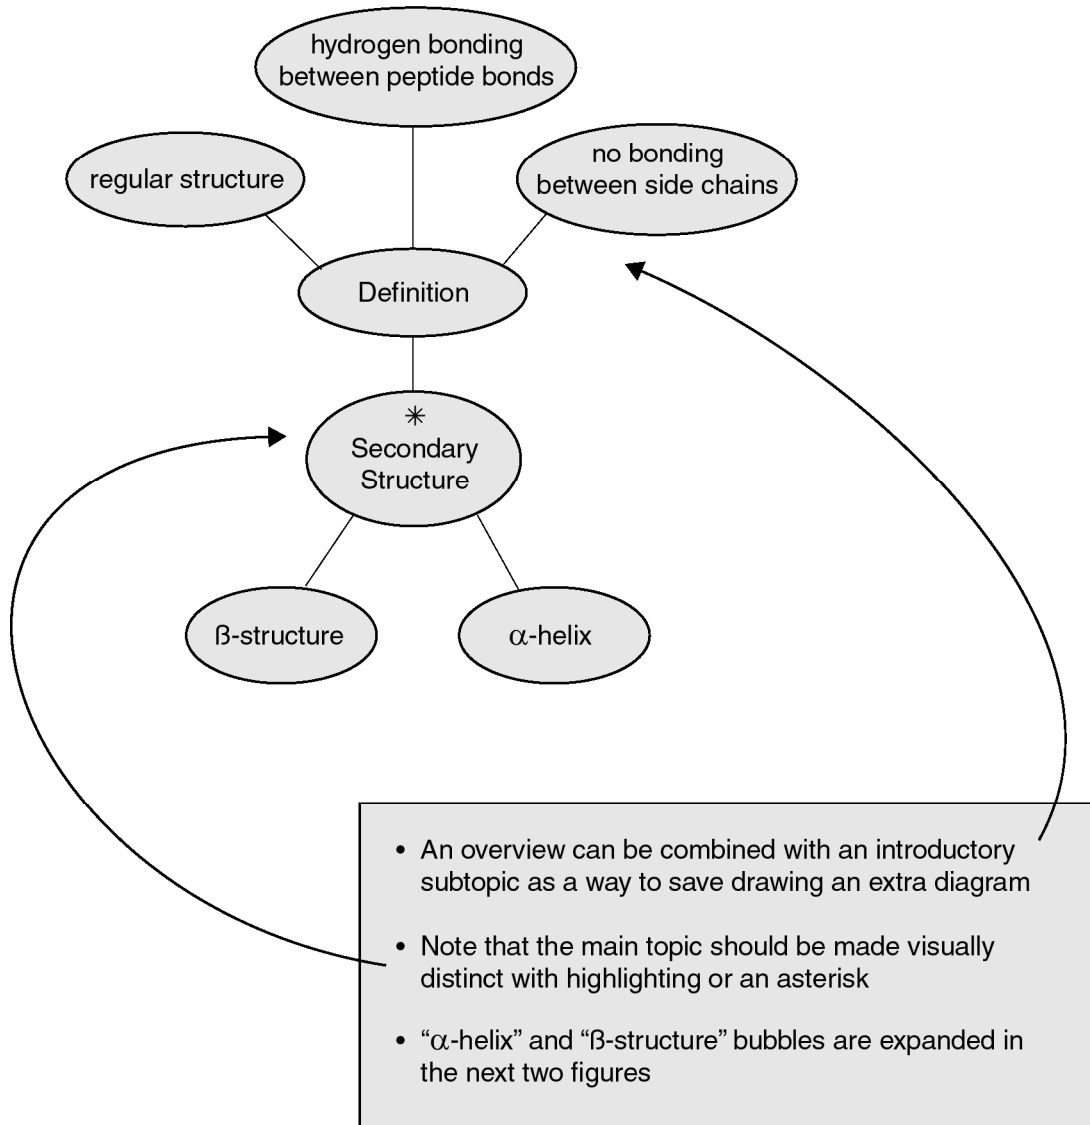 hydrogen bonding
between peptide bonds
no bonding
between side chains
regular structure
Definition
✳
Secondary
Structure
ß-structure
α-helix
• An overview can be combined with an introductory
subtopic as a way to save drawing an extra diagram
• Note that the main topic should be made visually
distinct with highlighting or an asterisk
• “α-helix” and “ß-structure” bubbles are expanded in
the next two figures